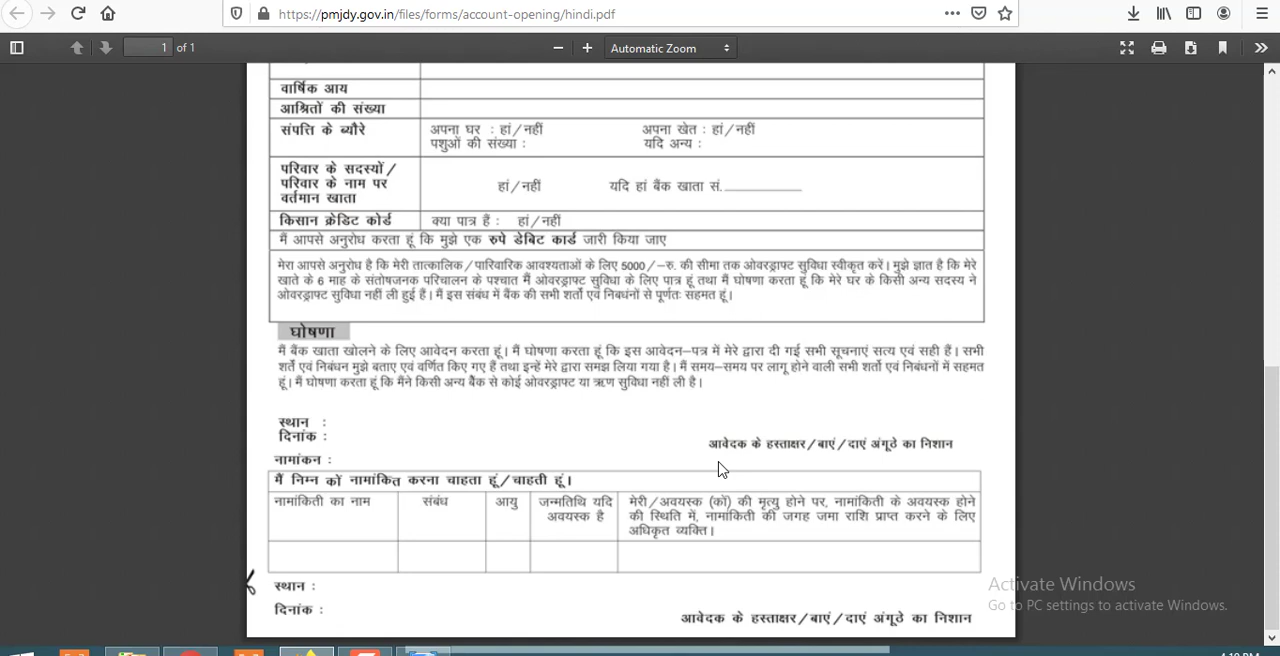 https://pmjdy.gov.in/files/forms/account-opening/hindi.pdf
1 of 1
Automatic Zoom
वार्षिक आय
आश्रितों की संख्या
संपत्ति के ब्यौरे
अपना घर : हां/नहीं
अपना खेत : हां/नहीं
पशुओं की संख्या :
यदि अन्य :
परिवार के सदस्यों/
परिवार के नाम पर
वर्तमान खाता
हां/नहीं
यदि हां बैंक खाता सं.
किसान क्रेडिट कोर्ड
क्या पात्र हैं : हां/नहीं
मैं आपसे अनुरोध करता हूं कि मुझे एक रुपे डेबिट कार्ड जारी किया जाए
मेरा आपसे अनुरोध है कि मेरी तात्कालिक/पारिवारिक आवश्यताओं के लिए 5000/-रु. की सीमा तक ओवरड्राफ्ट सुविधा स्वीकृत करें। मुझे ज्ञात है कि मेरे
खाते के 6 माह के संतोषजनक परिचालन के पश्चात मैं ओवरड्राफ्ट सुविधा के लिए पात्र हूं तथा मैं घोषणा करता हूं कि मेरे घर के किसी अन्य सदस्य ने
ओवरड्राफ्ट सुविधा नहीं ली हुई है। मैं इस संबंध में बैंक की सभी शर्तो एवं निबधंनों से पूर्णतः सहमत हूं।
घोषणा
मैं बैंक खाता खोलने के लिए आवेदन करता हूं। मैं घोषणा करता हूं कि इस आवेदन-पत्र में मेरे द्वारा दी गई सभी सूचनाएं सत्य एवं सही हैं। सभी
शर्ते एवं निबंधन मुझे बताए एवं वर्णित किए गए हैं तथा इन्हें मेरे द्वारा समझ लिया गया है। मैं समय-समय पर लागू होने वाली सभी शर्तो एवं निबंधनों में सहमत
हूं। मैं घोषणा करता हूं कि मैंने किसी अन्य बैंक से कोई ओवरड्राफ्ट या ऋण सुविधा नहीं ली है।
स्थान :
दिनांक :
आवेदक के हस्ताक्षर/बाएं/दाएं अंगूठे का निशान
नामांकन :
मैं निम्न कों नामांकित करना चाहता हूं/चाहती हूं।
नामांकिती का नाम
संबंध
आयु
जन्मतिथि यदि
अवयस्क है
मेरी/अवयस्क (कों) की मृत्यु होने पर, नामांकिती के अवयस्क होने
की स्थिति में, नामांकिती की जगह जमा राशि प्राप्त करने के लिए
अधिकृत व्यक्ति।
स्थान :
दिनांक :
आवेदक के हस्ताक्षर/बाएं/दाएं अंगूठे का निशान
Activate Windows
Go to PC settings to activate Windows.